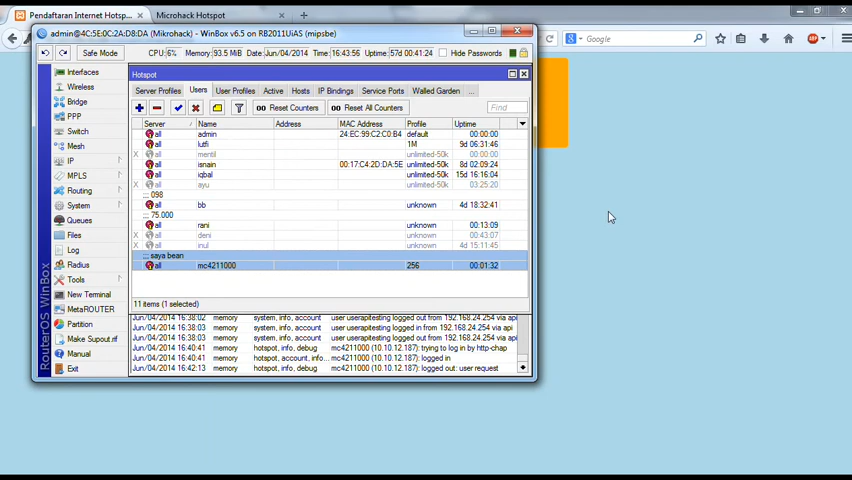 Pendaftaran Internet Hotsp... ×
Microhack Hotspot ×
admin@4C:5E:0C:2A:D8:DA (Mikrohack) - WinBox v6.5 on RB2011UiAS (mipsbe)
Google
ABP
Safe Mode CPU: 6% Memory: 93.5 MiB Date: Jun/04/2014 Time: 16:43:56 Uptime: 57d 00:41:24 Hide Passwords
RouterOS WinBox
Interfaces
Wireless
Bridge
PPP
Switch
Mesh
IP
MPLS
Routing
System
Queues
Files
Log
Radius
Tools
New Terminal
MetaROUTER
Partition
Make Supout.rif
Manual
Exit
Hotspot
Server Profiles Users User Profiles Active Hosts IP Bindings Service Ports Walled Garden ...
00 Reset Counters 00 Reset All Counters Find
Server / Name Address MAC Address Profile Uptime
all admin 24:EC:99:C2:C0:B4 default 00:00:00
all lutfi 1M 9d 06:31:46
X all mentil unlimited-50k 00:00:00
all isnain 00:17:C4:2D:DA:5E unlimited-50k 8d 02:09:24
all iqbal unlimited-50k 15d 16:16:04
X all ayu unlimited-50k 03:25:20
;;; 098
all bb unknown 4d 18:32:41
;;; 75.000
all rani unknown 00:13:09
X all deni unknown 00:43:07
X all inul unknown 4d 15:11:45
;;; saya bean
all mc4211000 256 00:01:32
11 items (1 selected)
Jun/04/2014 16:38:02 memory system, info, account user userapitesting logged out from 192.168.24.254 via api
Jun/04/2014 16:38:03 memory system, info, account user userapitesting logged in from 192.168.24.254 via api
Jun/04/2014 16:38:03 memory system, info, account user userapitesting logged out from 192.168.24.254 via api
Jun/04/2014 16:40:41 memory hotspot, info, debug mc4211000 (10.10.12.187): trying to log in by http-chap
Jun/04/2014 16:40:41 memory hotspot, account, info... mc4211000 (10.10.12.187): logged in
Jun/04/2014 16:42:13 memory hotspot, info, debug mc4211000 (10.10.12.187): logged out: user request